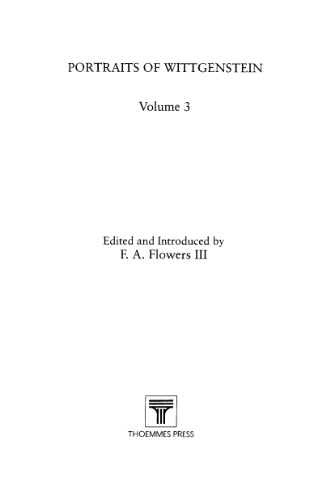 PORTRAITS OF WITTGENSTEIN
Volume 3
Edited and Introduced by
F. A. Flowers III
THOEMMES PRESS